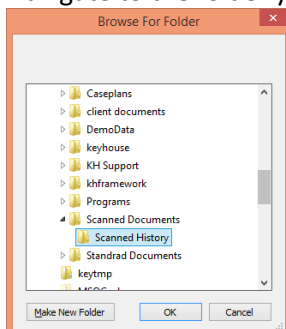 Browse For Folder
Caseplans
client documents
DemoData
keyhouse
KH Support
khframework
Programs
Scanned Documents
Scanned History
Standrad Documents
keytmp
Make New Folder OK Cancel